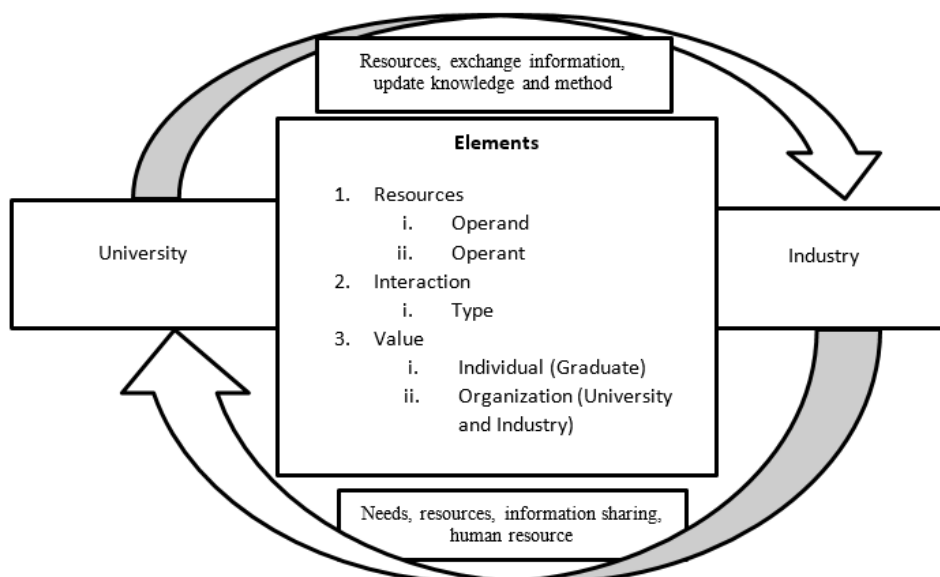 Resources, exchange information,
update knowledge and method
Elements
1. Resources
i. Operand
ii. Operant
2. Interaction
i. Type
3. Value
i. Individual (Graduate)
ii. Organization (University
and Industry)
University
Industry
Needs, resources, information sharing,
human resource